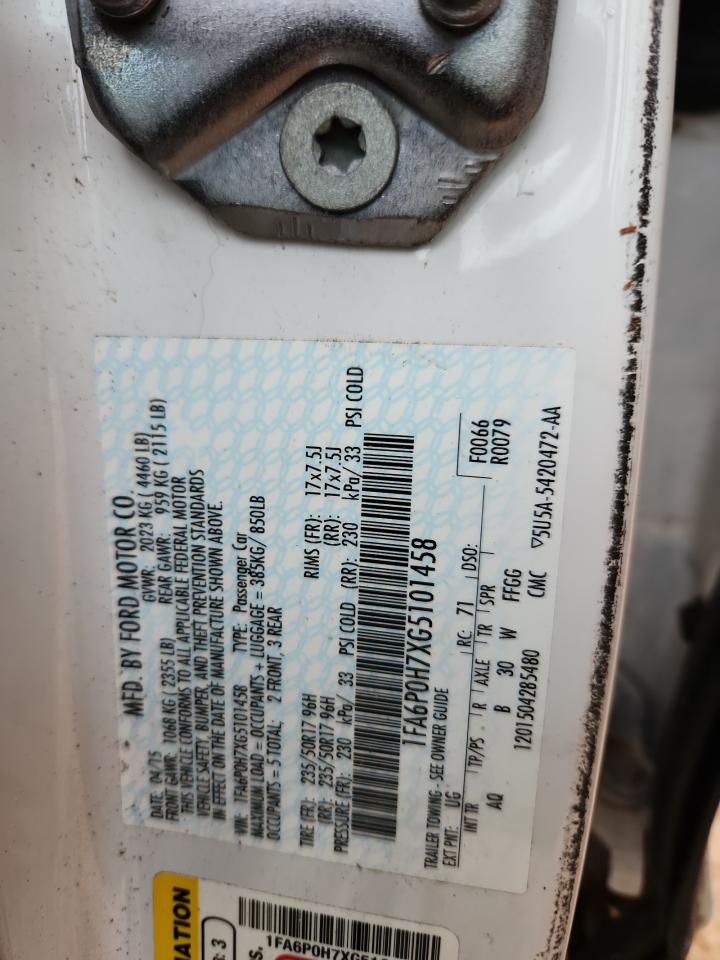 MFD. BY FORD MOTOR CO.
DATE: 04/15 GVWR: 2023 KG ( 4460 LB)
FRONT GAWR: 1068 KG ( 2355 LB) REAR GAWR: 959 KG ( 2115 LB)
THIS VEHICLE CONFORMS TO ALL APPLICABLE FEDERAL MOTOR
VEHICLE SAFETY, BUMPER, AND THEFT PREVENTION STANDARDS
IN EFFECT ON THE DATE OF MANUFACTURE SHOWN ABOVE.
VIN: 1FA6P0H7XG5101458 TYPE: Passenger Car
MAXIMUM LOAD = OCCUPANTS + LUGGAGE = 385KG/ 850LB
OCCUPANTS = 5 TOTAL; 2 FRONT, 3 REAR
TIRE (FR): 235/50R17 96H RIMS (FR): 17x7.5J
(RR): 235/50R17 96H (RR): 17x7.5J
PRESSURE (FR): 230 kPa/ 33 PSI COLD (RR): 230 kPa/ 33 PSI COLD
1FA6P0H7XG5101458
TRAILER TOWING - SEE OWNER GUIDE
EXT PNT: UG RC: 71 DSO:
INT TR TP/PS R AXLE TR SPR
AQ B 30 W FFGG
F0066
R0079
1201504285480 CMC ▽5U5A-5420472-AA
1FA6P0H7XG51